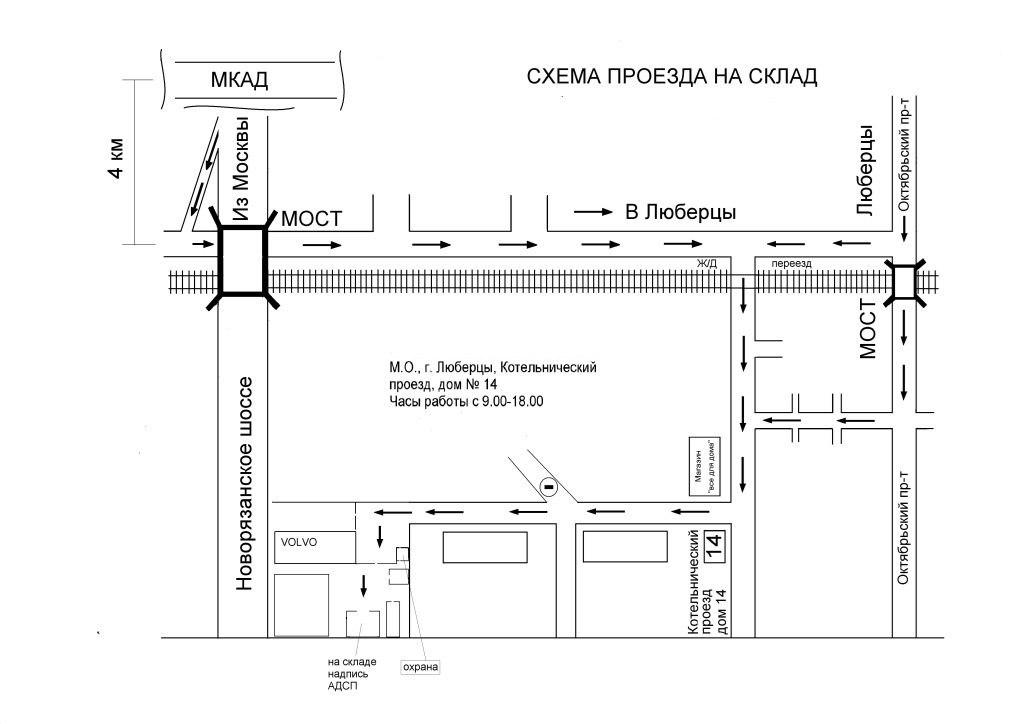 МКАД
СХЕМА ПРОЕЗДА НА СКЛАД
4 км
Из Москвы
МОСТ
В Люберцы
Люберцы
Октябрьский пр-т
Ж/Д
переезд
МОСТ
М.О., г. Люберцы, Котельнический
проезд, дом № 14
Часы работы с 9.00-18.00
Новорязанское шоссе
Магазин
"все для дома"
Октябрьский пр-т
VOLVO
Котельнический
проезд
дом 14
14
на складе
надпись
АДСП
охрана